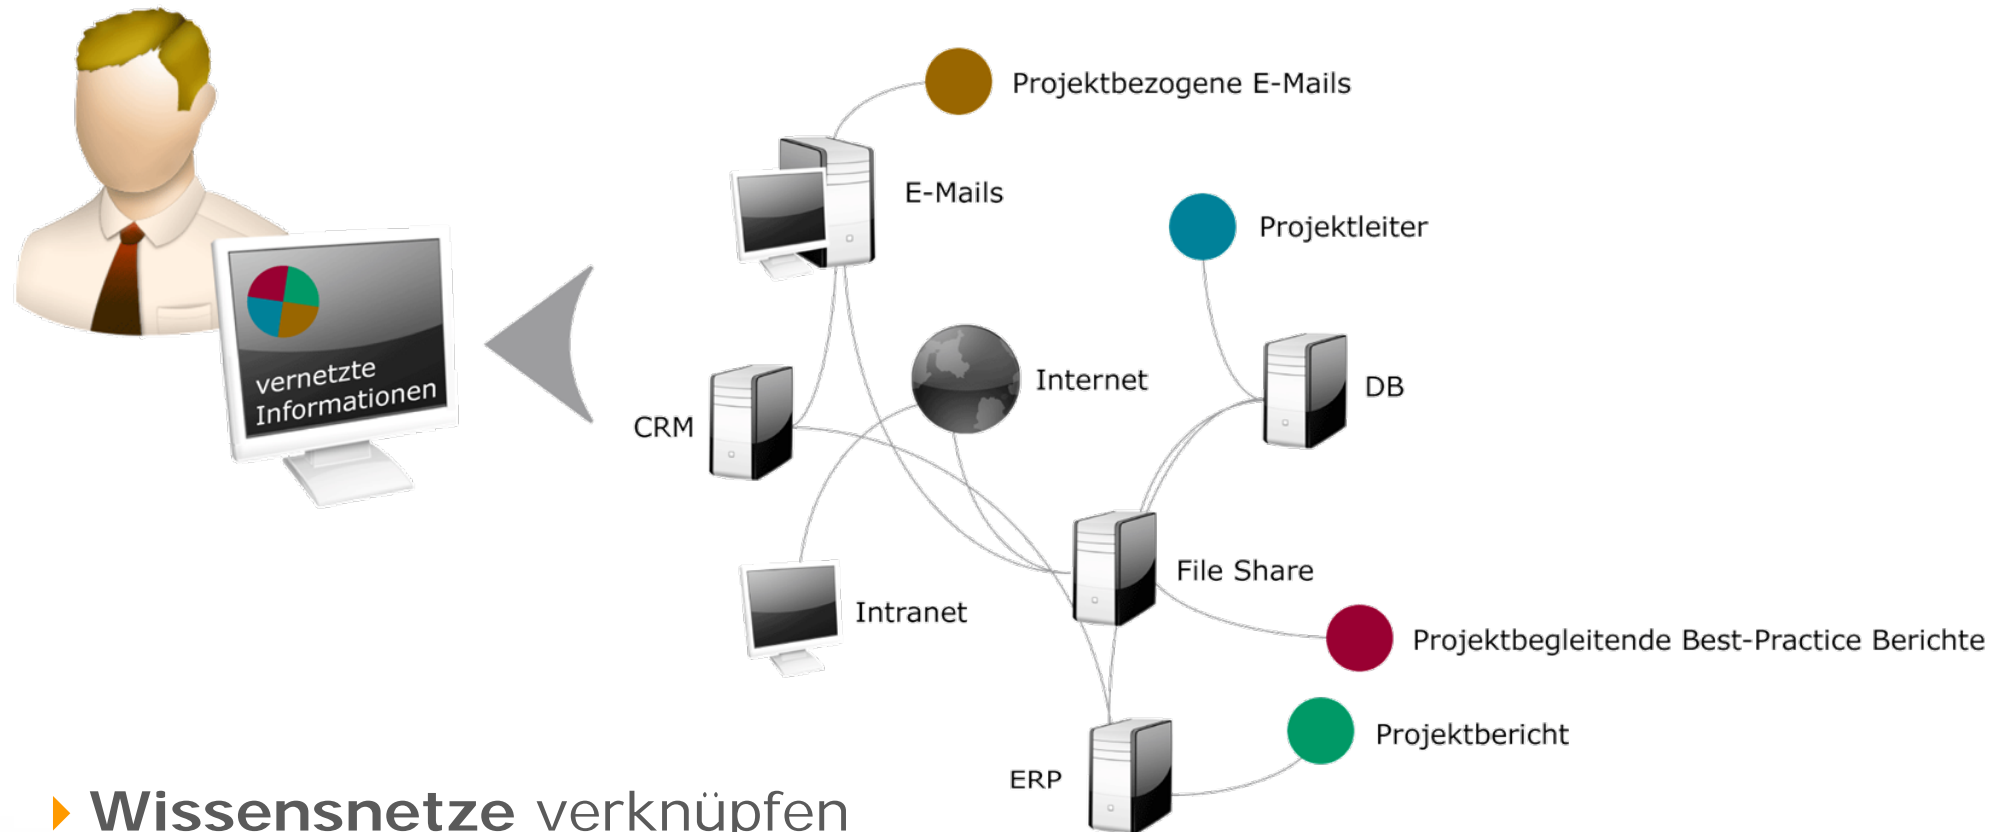 Projektbezogene E-Mails
E-Mails
Projektleiter
vernetzte
Informationen
Internet
DB
CRM
File Share
Intranet
Projektbegleitende Best-Practice Berichte
Projektbericht
ERP
Wissensnetze verknüpfen